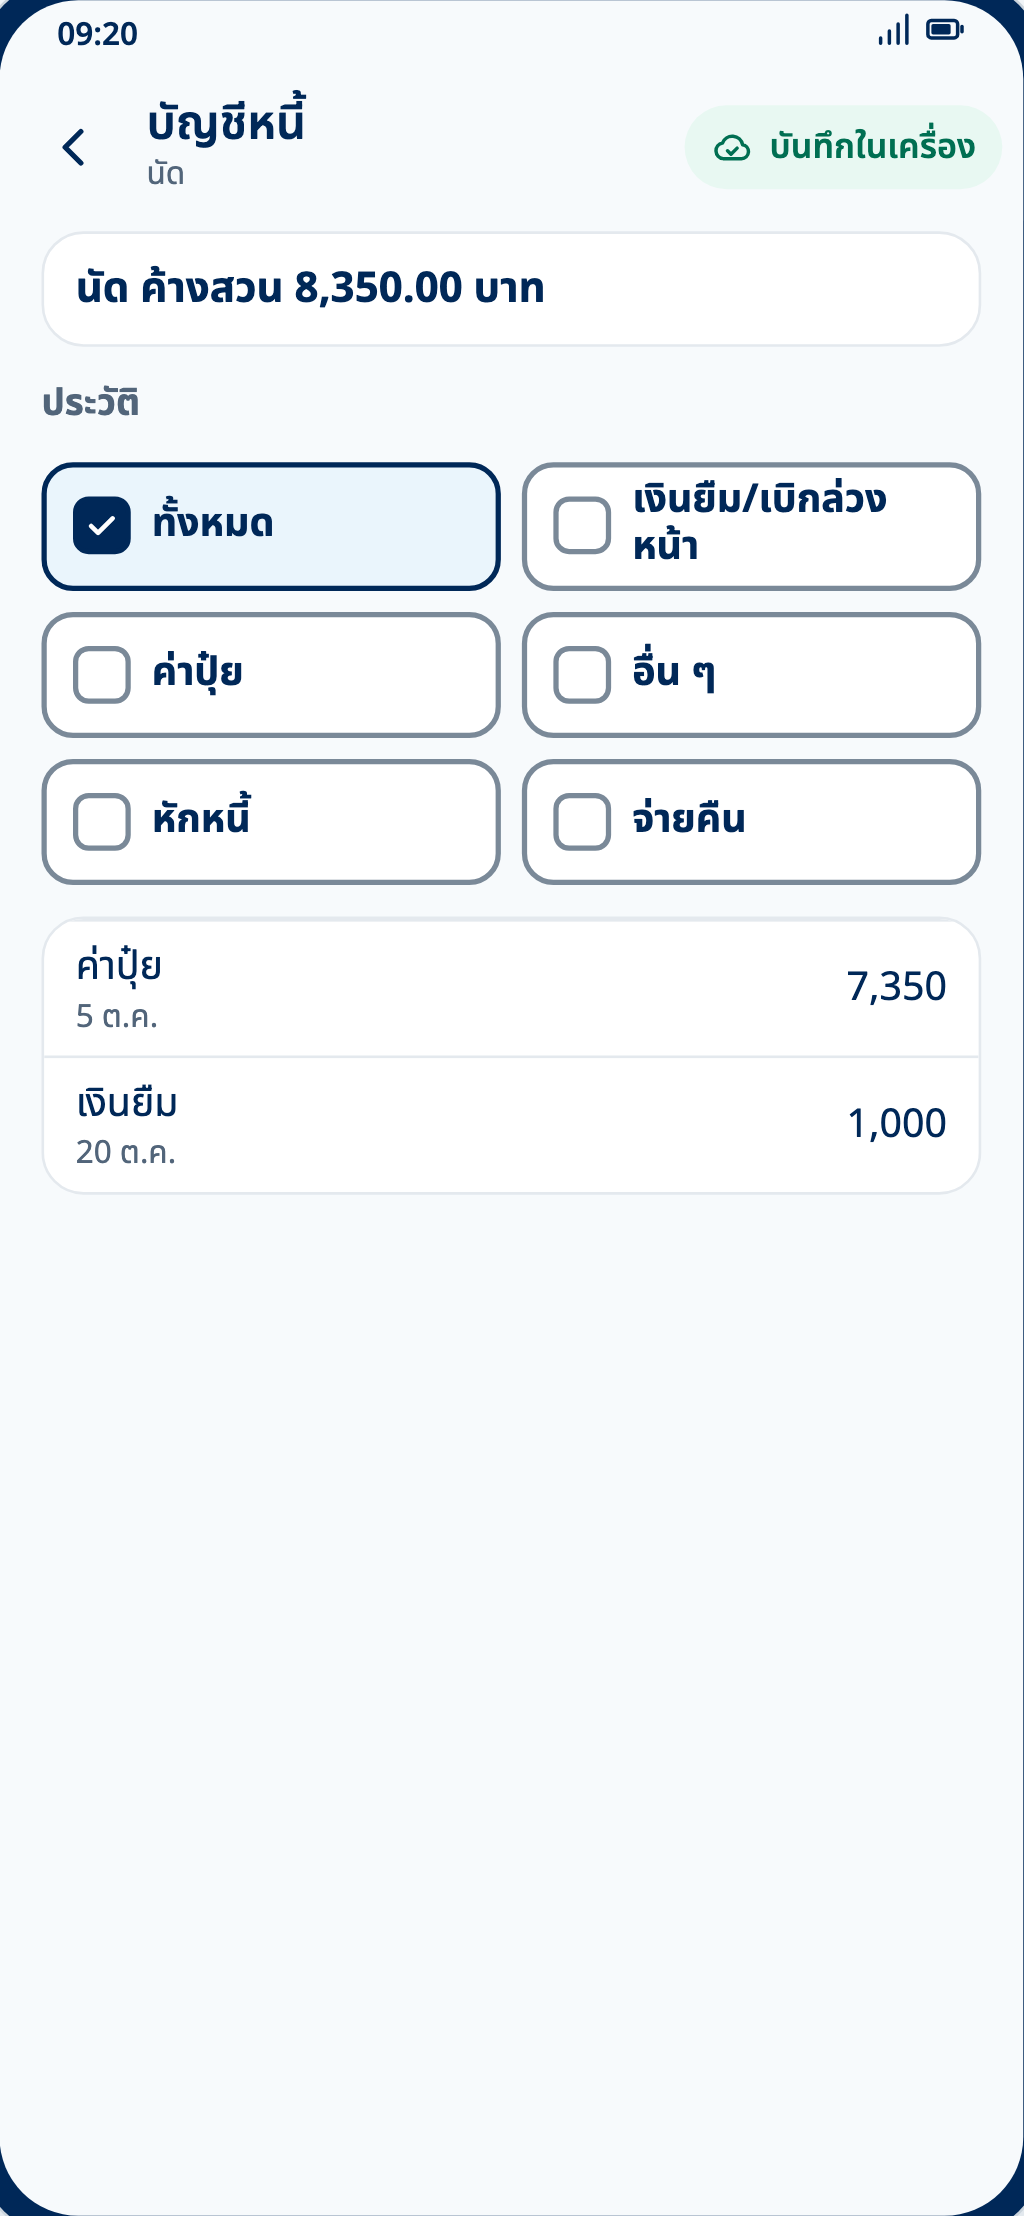 09:20
บัญชีหนี้
นัด
บันทึกในเครื่อง
นัด ค้างสวน 8,350.00 บาท
ประวัติ
ทั้งหมด
เงินยืม/เบิกล่วง
หน้า
ค่าปุ๋ย
อื่น ๆ
หักหนี้
จ่ายคืน
ค่าปุ๋ย
7,350
5 ต.ค.
เงินยืม
1,000
20 ต.ค.